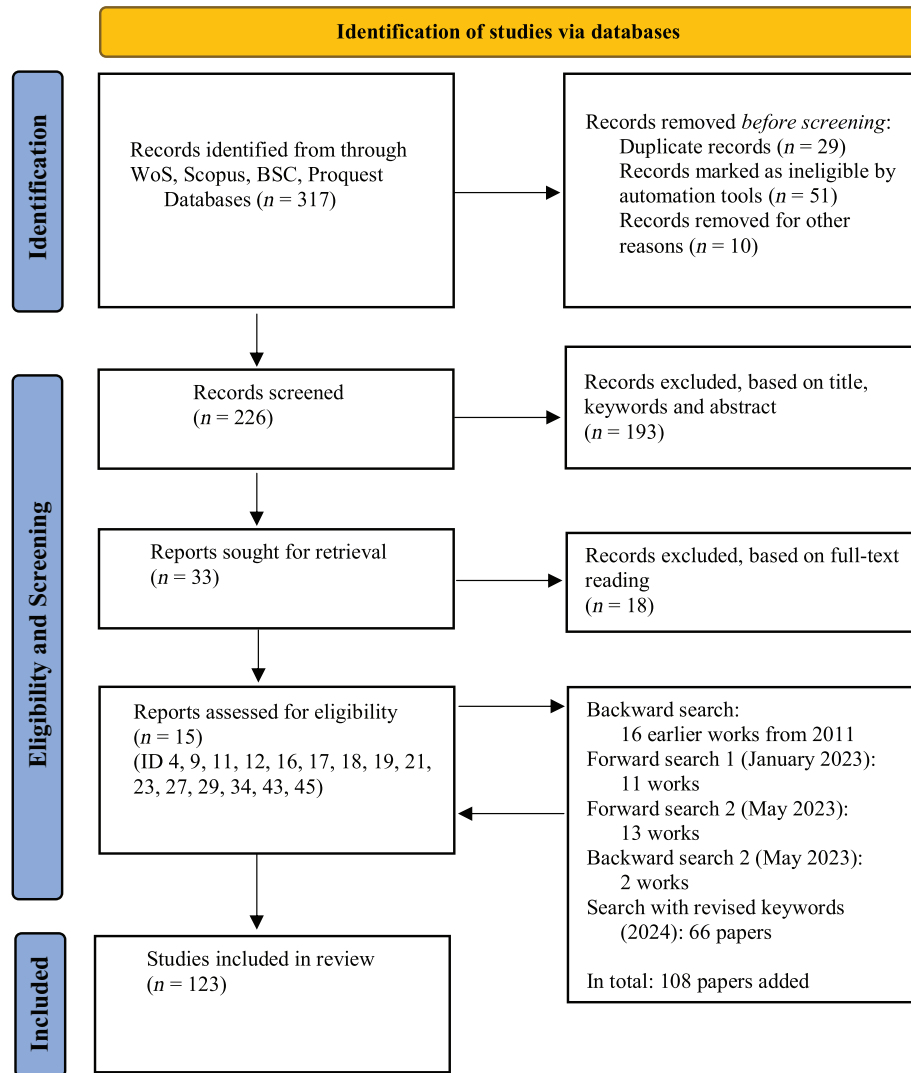 Identification of studies via databases
Identification
Records identified from through
WoS, Scopus, BSC, Proquest
Databases (n = 317)
Records removed before screening:
Duplicate records (n = 29)
Records marked as ineligible by
automation tools (n = 51)
Records removed for other
reasons (n = 10)
Eligibility and Screening
Records screened
(n = 226)
Records excluded, based on title,
keywords and abstract
(n = 193)
Reports sought for retrieval
(n = 33)
Records excluded, based on full-text
reading
(n = 18)
Reports assessed for eligibility
(n = 15)
(ID 4, 9, 11, 12, 16, 17, 18, 19, 21,
23, 27, 29, 34, 43, 45)
Backward search:
16 earlier works from 2011
Forward search 1 (January 2023):
11 works
Forward search 2 (May 2023):
13 works
Backward search 2 (May 2023):
2 works
Search with revised keywords
(2024): 66 papers
In total: 108 papers added
Included
Studies included in review
(n = 123)